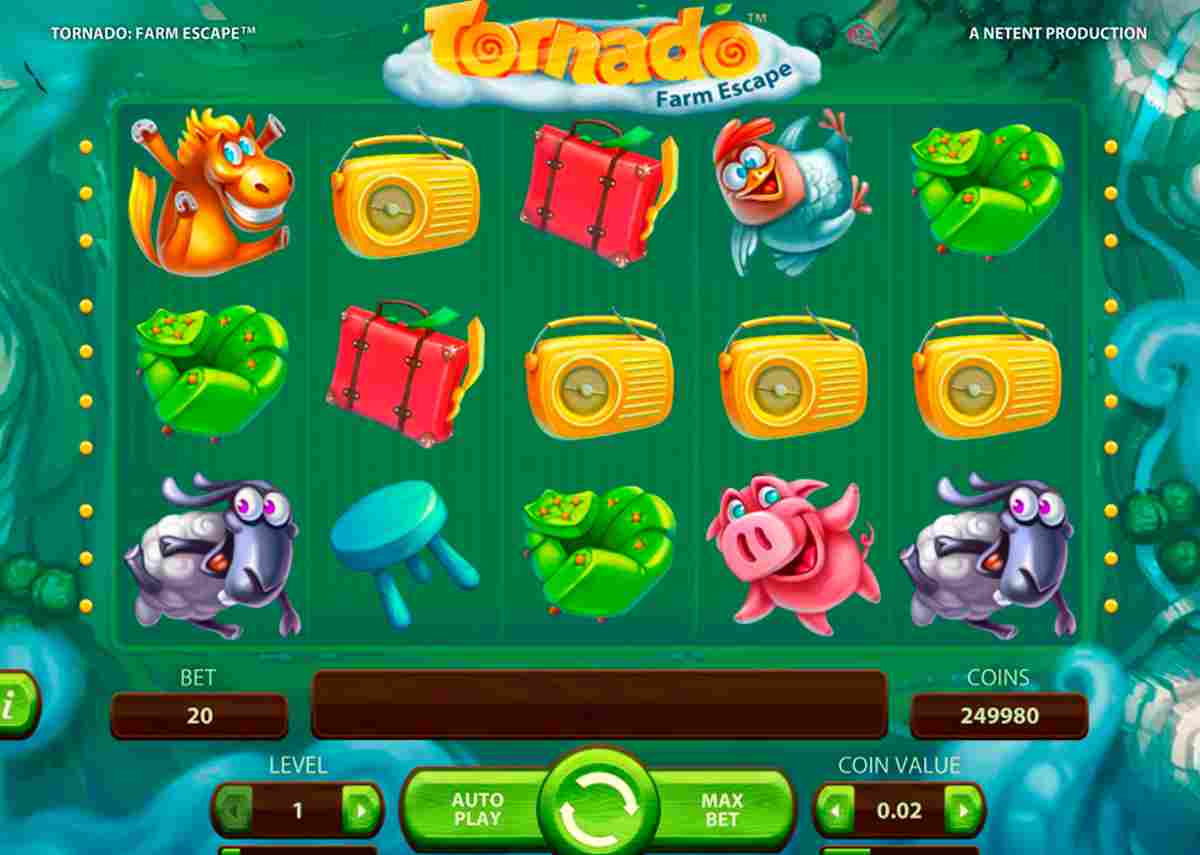 TORNADO: FARM ESCAPE™
Tornado™
Farm Escape
A NETENT PRODUCTION
BET
20
COINS
249980
i
LEVEL
1
AUTO
PLAY
MAX
BET
COIN VALUE
0.02